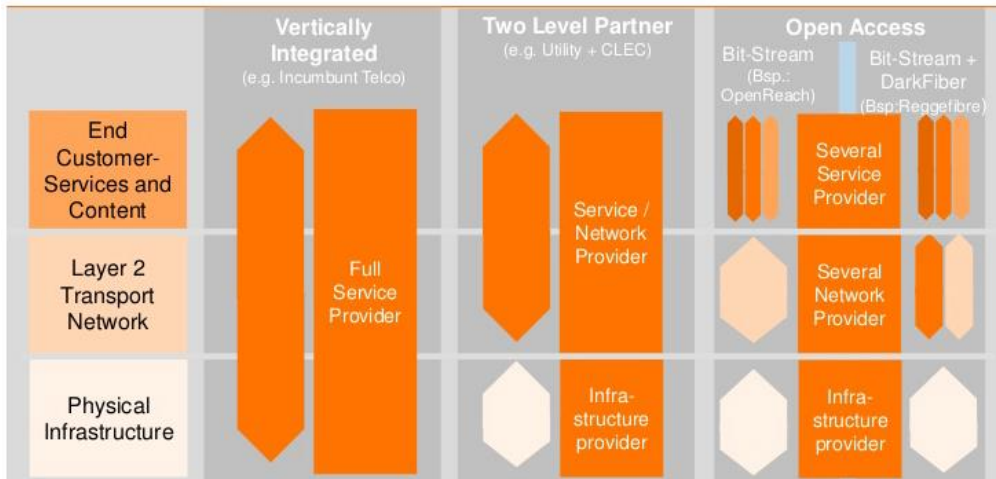 Vertically
Integrated
(e.g. Incumbunt Telco)
Two Level Partner
(e.g. Utility + CLEC)
Open Access
Bit-Stream
(Bsp.:
OpenReach)
Bit-Stream +
DarkFiber
(Bsp:Reggefibre)
End
Customer-
Services and
Content
Layer 2
Transport
Network
Physical
Infrastructure
Full
Service
Provider
Service /
Network
Provider
Infra-
structure
provider
Several
Service
Provider
Several
Network
Provider
Infra-
structure
provider